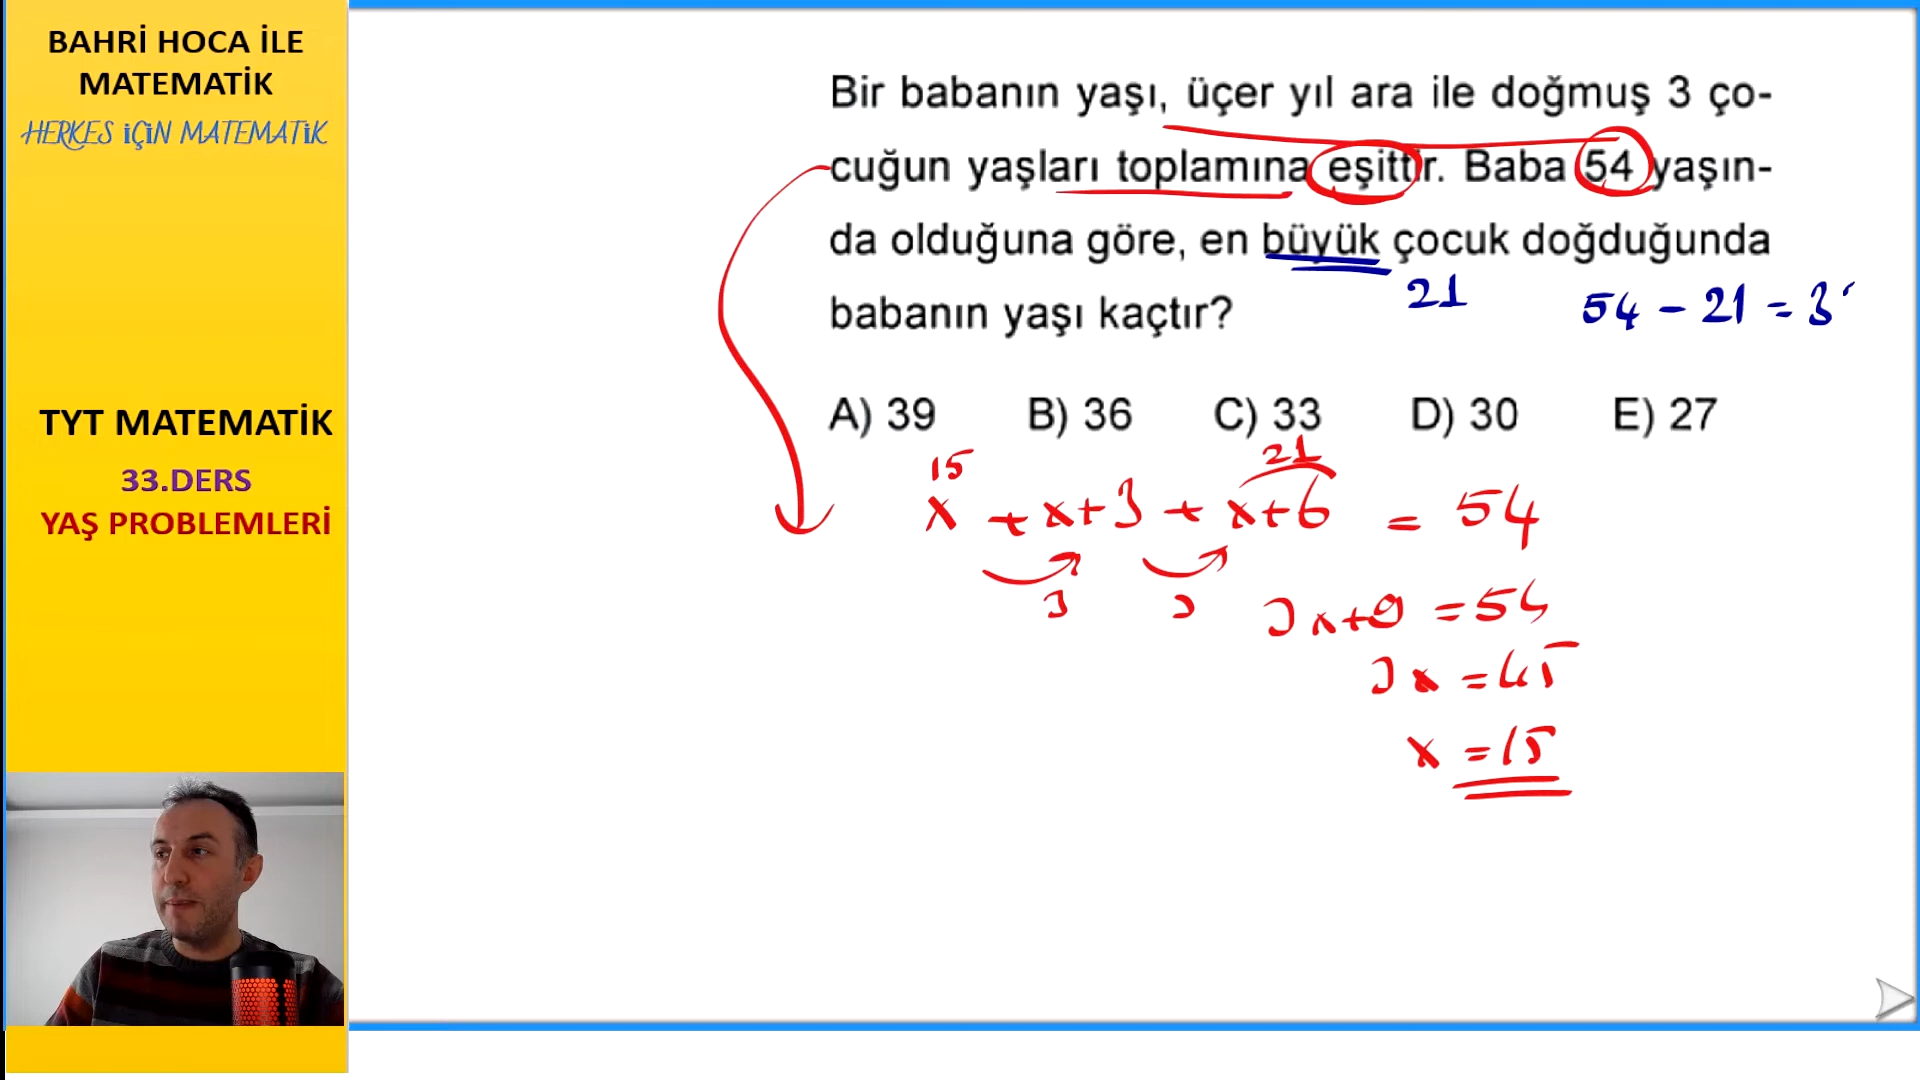 BAHRİ HOCA İLE
MATEMATİK
HERKES İÇİN MATEMATİK
TYT MATEMATİK
33.DERS
YAŞ PROBLEMLERİ
Bir babanın yaşı, üçer yıl ara ile doğmuş 3 ço-
cuğun yaşları toplamına eşittir. Baba 54 yaşın-
da olduğuna göre, en büyük çocuk doğduğunda
babanın yaşı kaçtır?
21
54 - 21 = 3
A) 39 B) 36 C) 33 D) 30 E) 27
15 21
x + x+3 + x+6 = 54
3 3
3x+9 = 54
3x = 45
x = 15